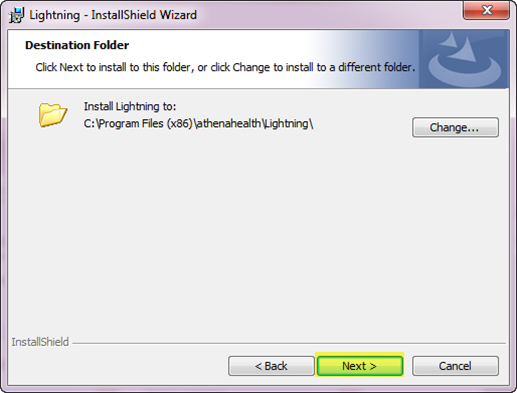 Lightning - InstallShield Wizard
Destination Folder
Click Next to install to this folder, or click Change to install to a different folder.
Install Lightning to:
C:\Program Files (x86)\athenahealth\Lightning\
Change...
InstallShield
< Back
Next >
Cancel